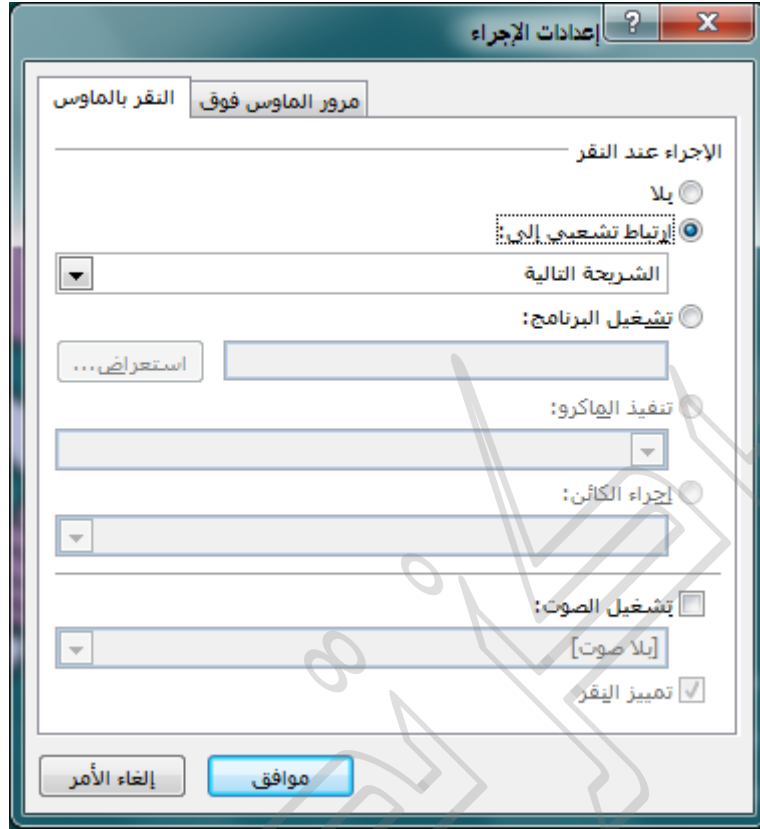 إعدادات الإجراء
النقر بالماوس
مرور الماوس فوق
الإجراء عند النقر
بلا
ارتباط تشعبي إلى:
الشريحة التالية
تشغيل البرنامج:
استعراض...
تنفيذ الماكرو:
إجراء الكائن:
تشغيل الصوت:
[بلا صوت]
تمييز النقر
موافق
إلغاء الأمر